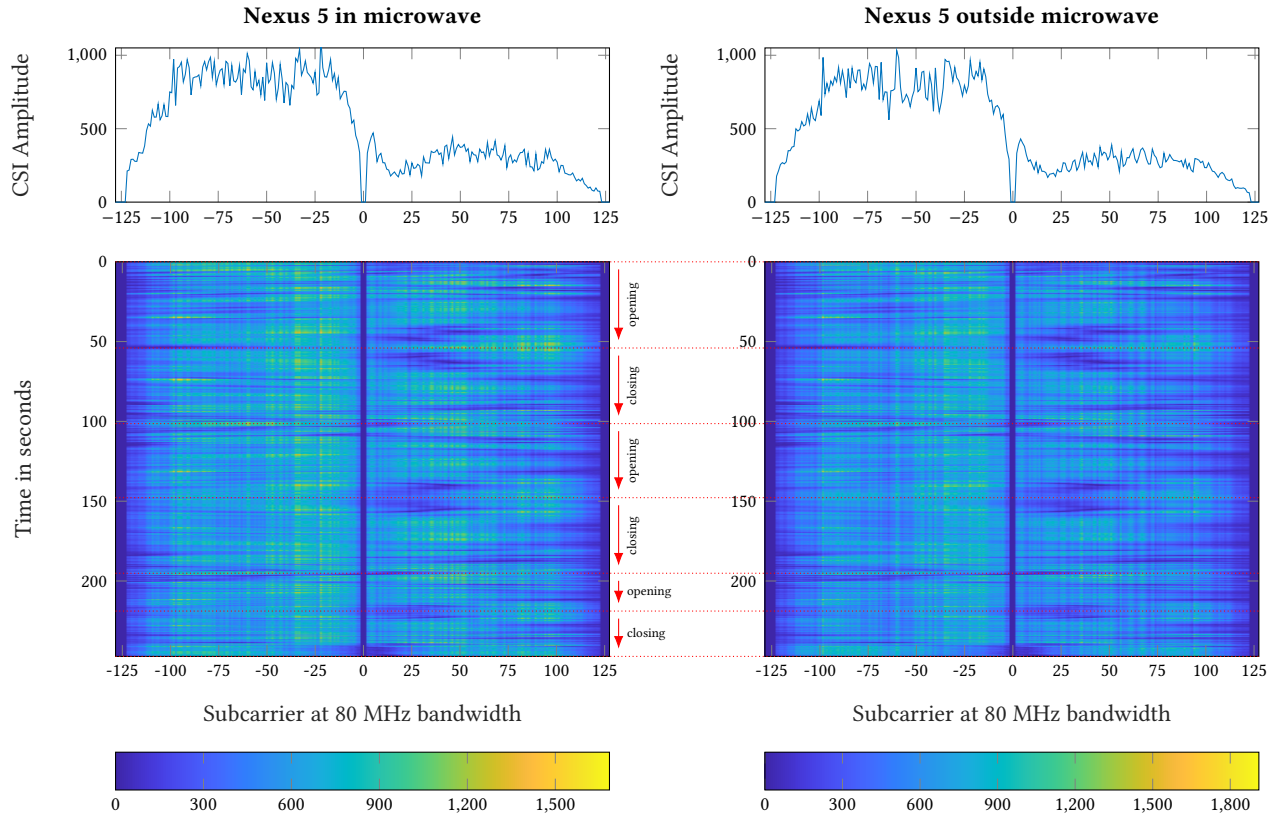 Nexus 5 in microwave
Nexus 5 outside microwave
CSI Amplitude
1,000
500
0
−125 −100 −75 −50 −25 0 25 50 75 100 125
CSI Amplitude
1,000
500
0
−125 −100 −75 −50 −25 0 25 50 75 100 125
Time in seconds
0
50
100
150
200
-125 -100 -75 -50 -25 0 25 50 75 100 125
opening
closing
opening
closing
opening
closing
0
50
100
150
200
-125 -100 -75 -50 -25 0 25 50 75 100 125
Subcarrier at 80 MHz bandwidth
Subcarrier at 80 MHz bandwidth
0 300 600 900 1,200 1,500
0 300 600 900 1,200 1,500 1,800